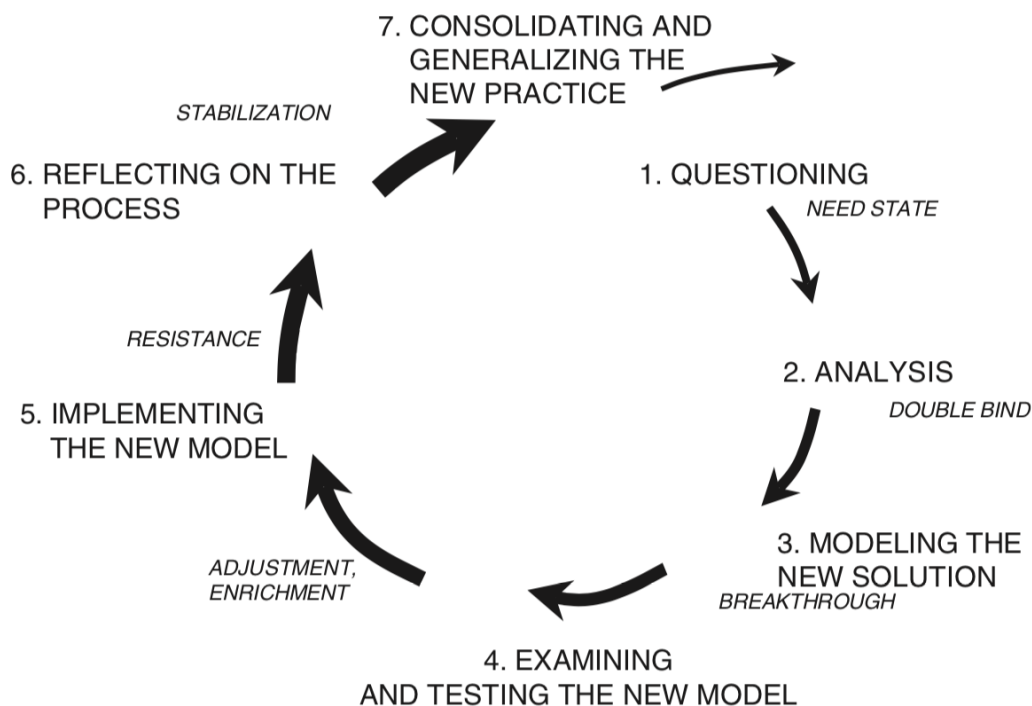 7. CONSOLIDATING AND
GENERALIZING THE
NEW PRACTICE
STABILIZATION
6. REFLECTING ON THE
PROCESS
1. QUESTIONING
NEED STATE
RESISTANCE
2. ANALYSIS
DOUBLE BIND
5. IMPLEMENTING
THE NEW MODEL
3. MODELING THE
NEW SOLUTION
BREAKTHROUGH
ADJUSTMENT,
ENRICHMENT
4. EXAMINING
AND TESTING THE NEW MODEL